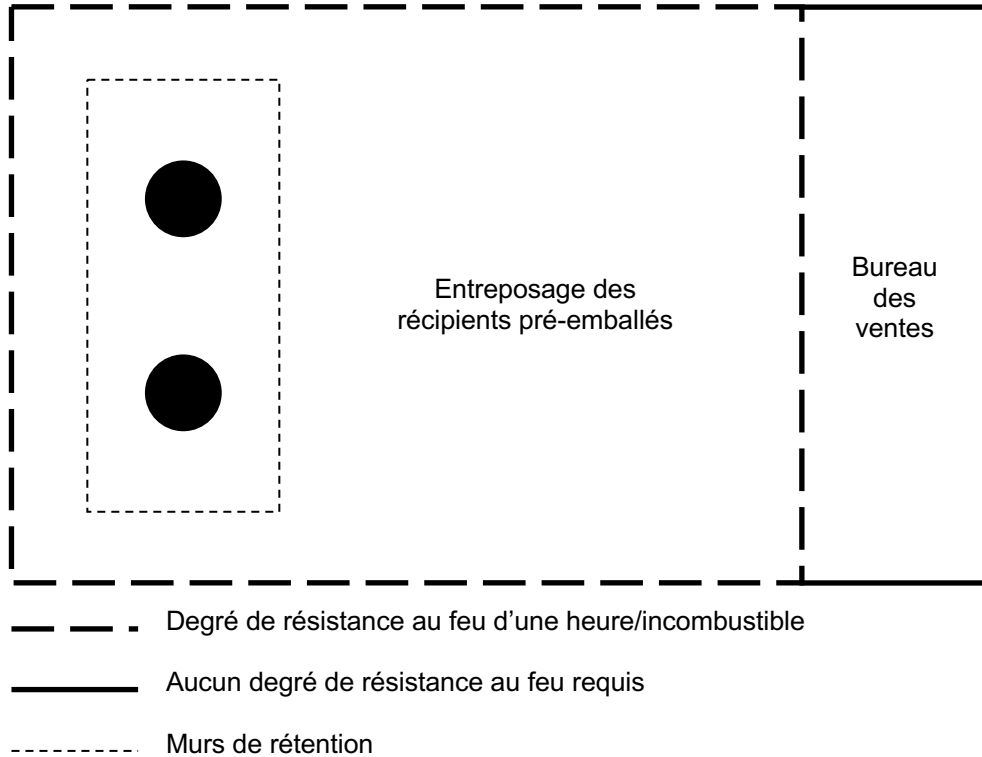 Entreposage des
récipients pré-emballés
Bureau
des
ventes
Degré de résistance au feu d’une heure/incombustible
Aucun degré de résistance au feu requis
Murs de rétention